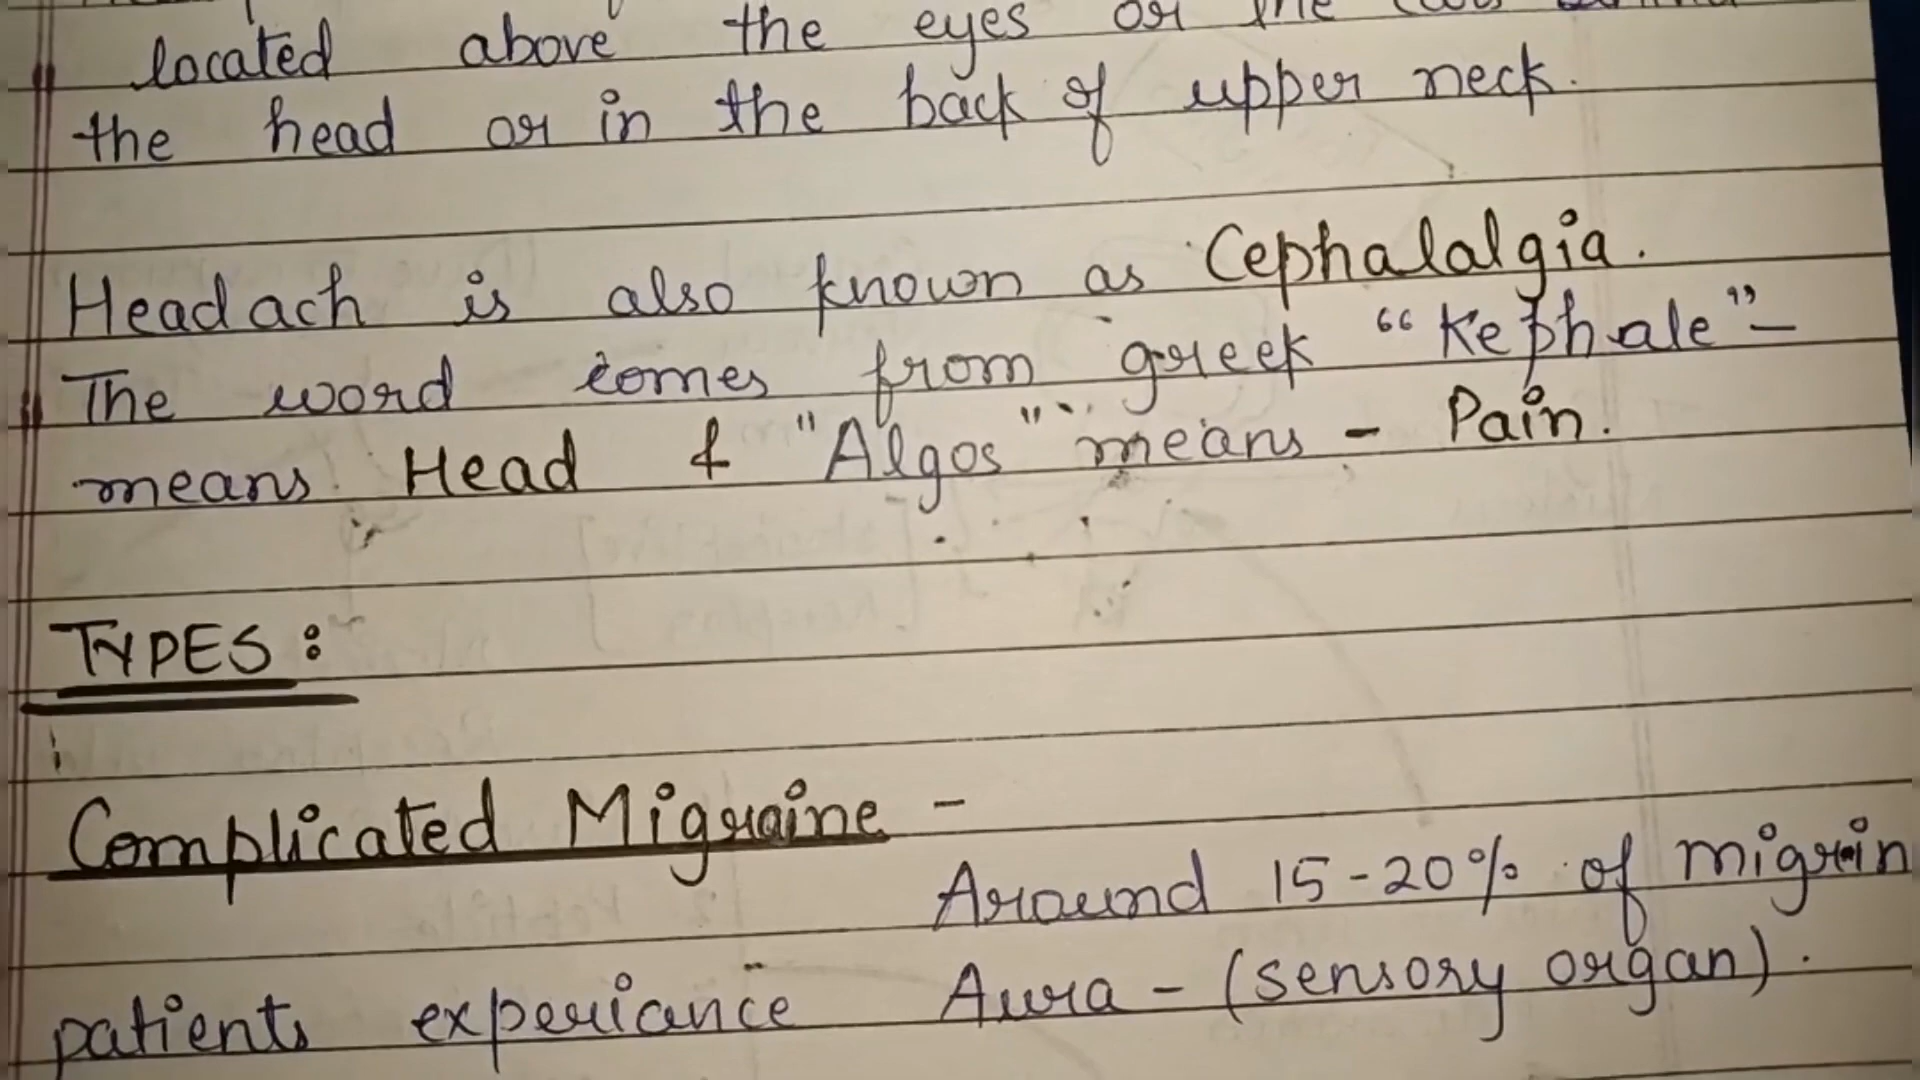 located above the eyes or the
the head or in the back of upper neck.
Headach is also known as Cephalalgia.
The word comes from greek “Kephale”-
means Head & "Algos" means - Pain.
TYPES:
Complicated Migraine -
Around 15-20% of migrain
patients experiance Aura - (sensory organ).